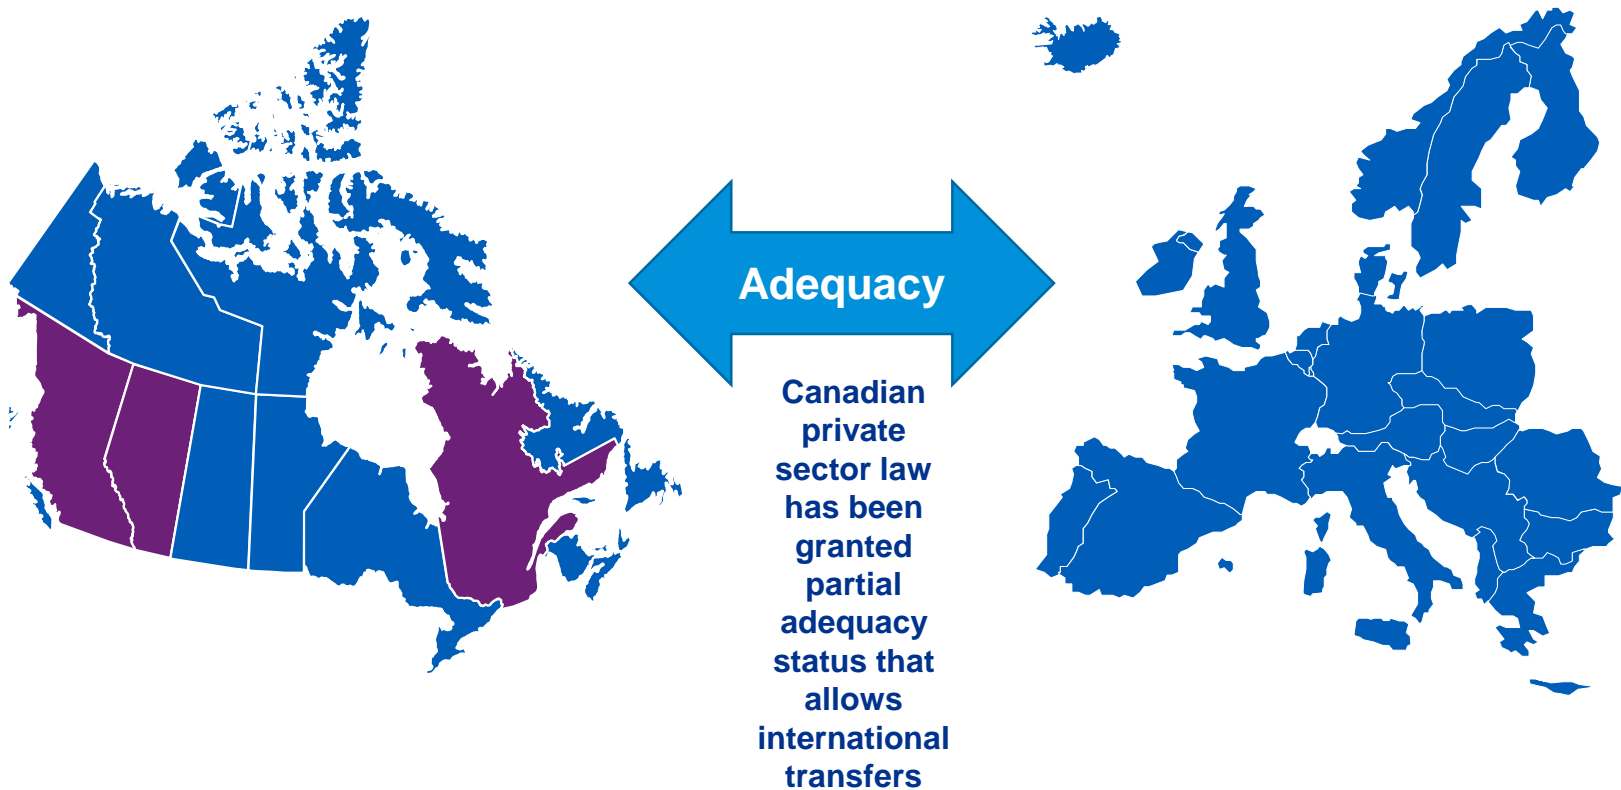 Adequacy
Canadian
private
sector law
has been
granted
partial
adequacy
status that
allows
international
transfers